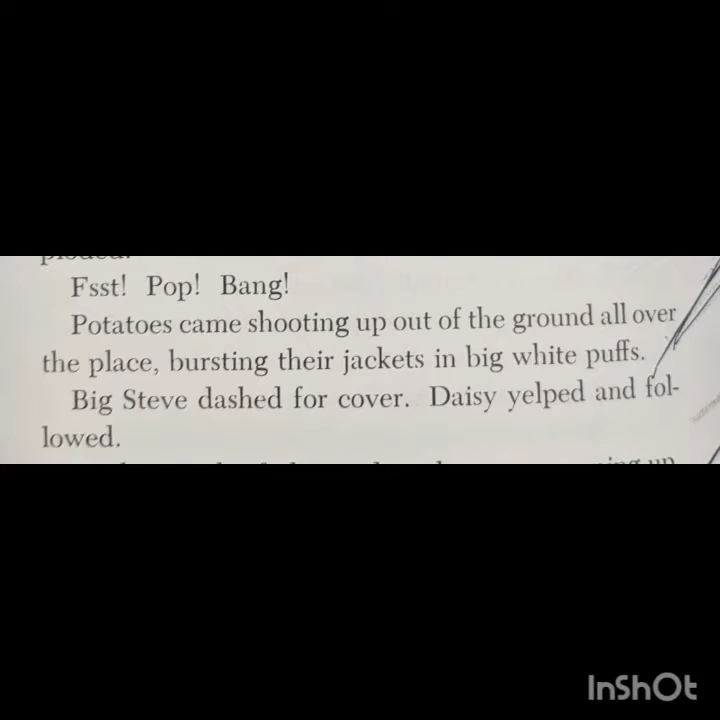 Fsst! Pop! Bang!
Potatoes came shooting up out of the ground all over
the place, bursting their jackets in big white puffs.
Big Steve dashed for cover. Daisy yelped and fol-
lowed.
InShOt